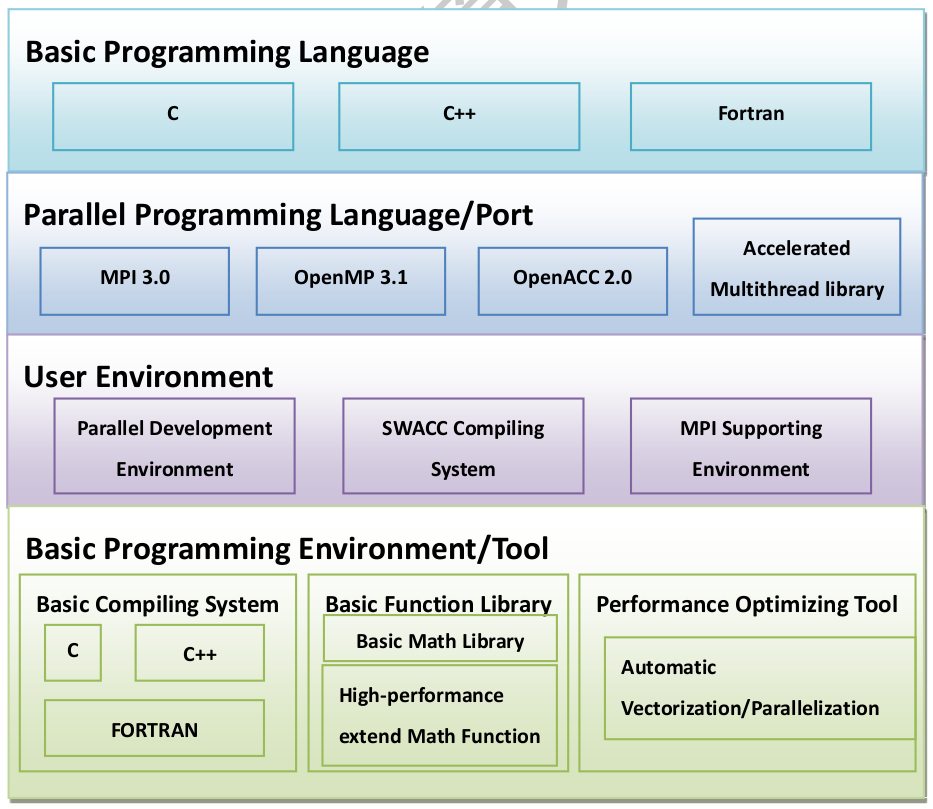 Basic Programming Language
C
C++
Fortran
Parallel Programming Language/Port
MPI 3.0
OpenMP 3.1
OpenACC 2.0
Accelerated
Multithread library
User Environment
Parallel Development
Environment
SWACC Compiling
System
MPI Supporting
Environment
Basic Programming Environment/Tool
Basic Compiling System
C
C++
FORTRAN
Basic Function Library
Basic Math Library
High-performance
extend Math Function
Performance Optimizing Tool
Automatic
Vectorization/Parallelization